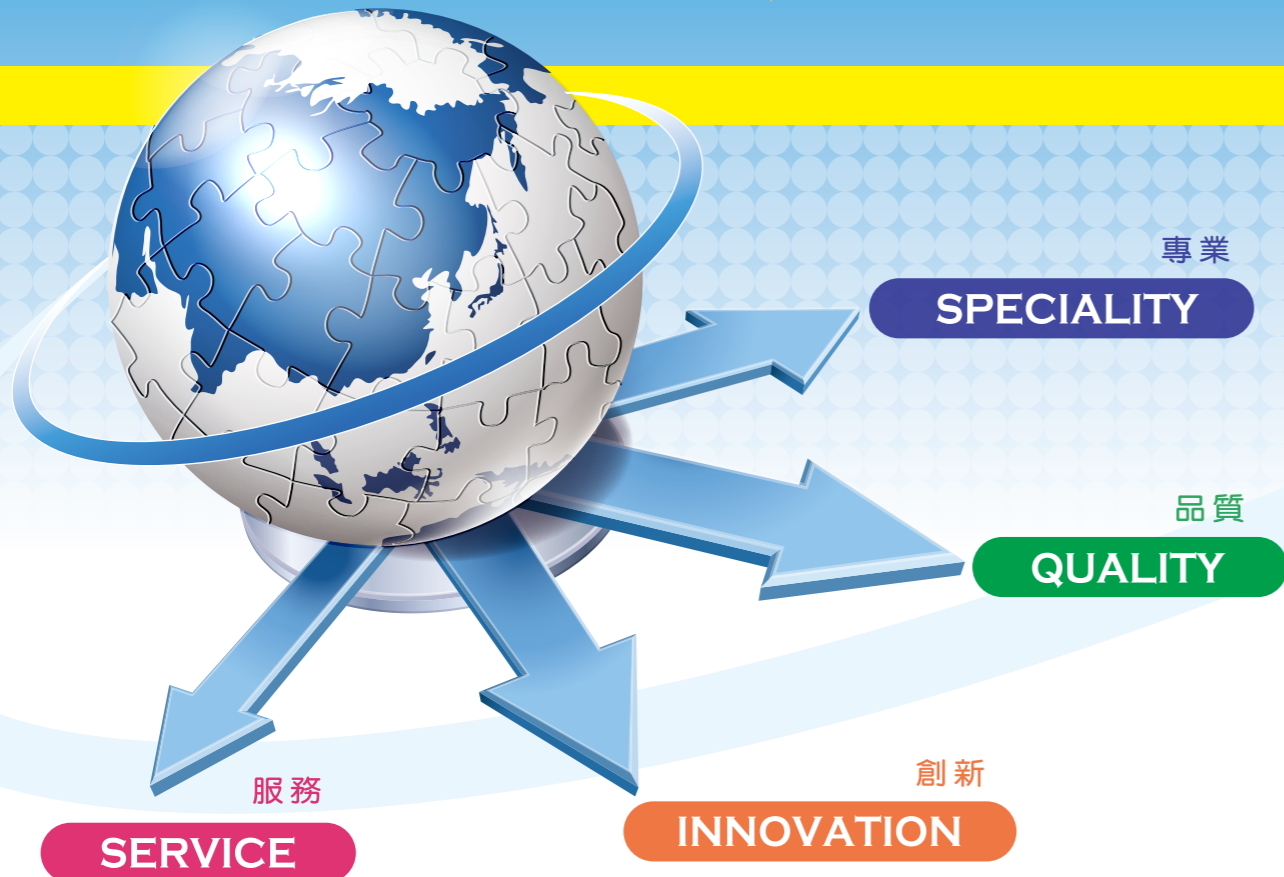 專業
SPECIALITY
品質
QUALITY
創新
INNOVATION
服務
SERVICE